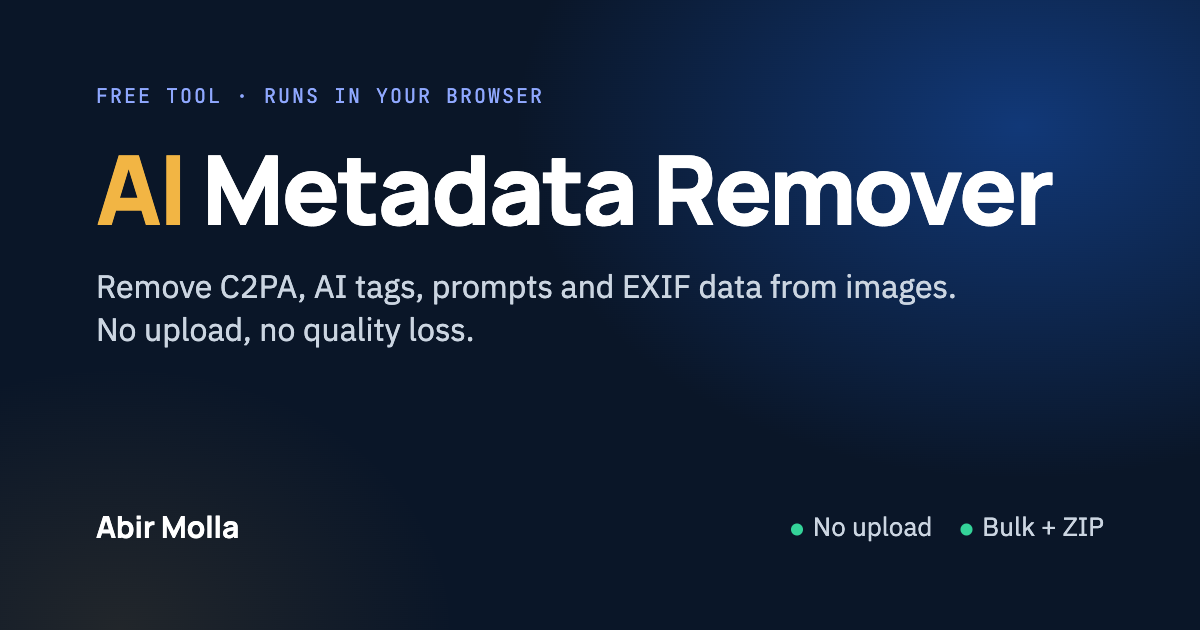 FREE TOOL · RUNS IN YOUR BROWSER
AI Metadata Remover
Remove C2PA, AI tags, prompts and EXIF data from images.
No upload, no quality loss.
Abir Molla
No upload
Bulk + ZIP